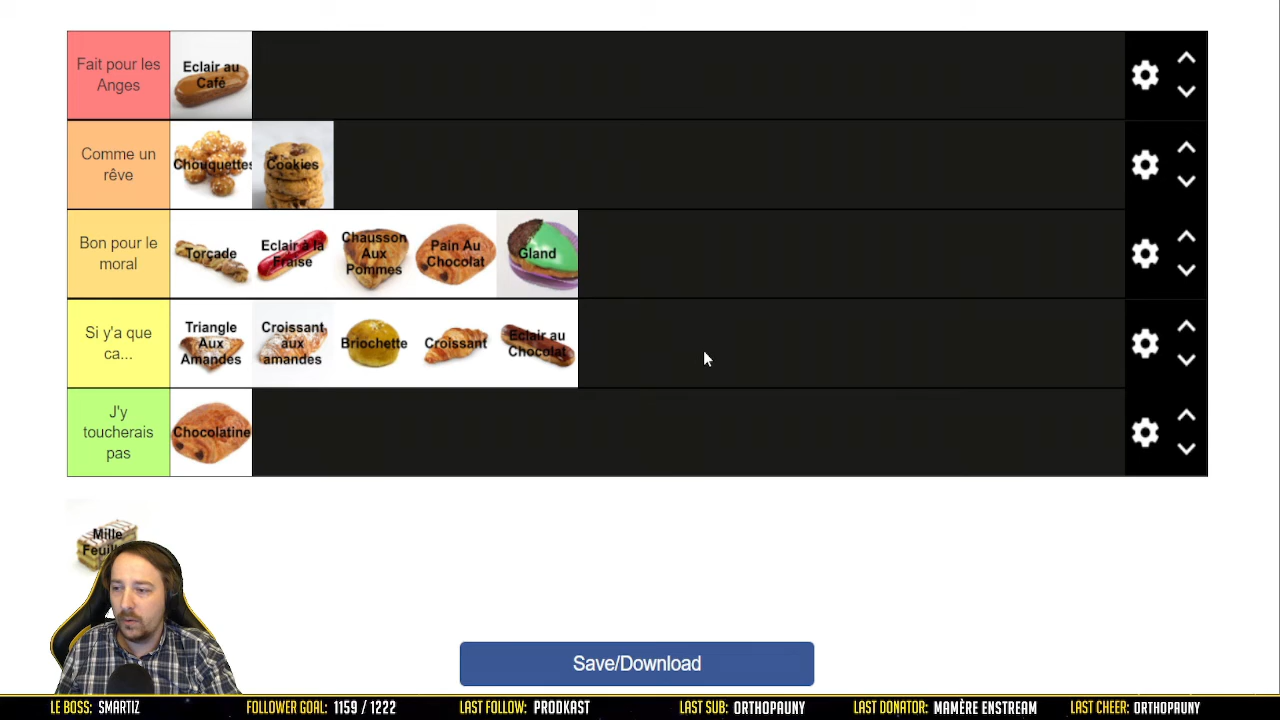 Fait pour les
Anges
Eclair au
Café
Comme un
rêve
Chouquettes
Cookies
Bon pour le
moral
Torçade
Eclair à la
Fraise
Chausson
Aux
Pommes
Pain Au
Chocolat
Gland
Si y'a que
ca...
Triangle
Aux
Amandes
Croissant
aux
amandes
Briochette
Croissant
Eclair au
Chocolat
J'y
toucherais
pas
Chocolatine
Mille
Save/Download
LE BOSS: SMARTIZ
FOLLOWER GOAL: 1159 / 1222
LAST FOLLOW: PRODKAST
LAST SUB: ORTHOPAUNY
LAST DONATOR: MAMÈRE ENSTREAM
LAST CHEER: ORTHOPAUNY